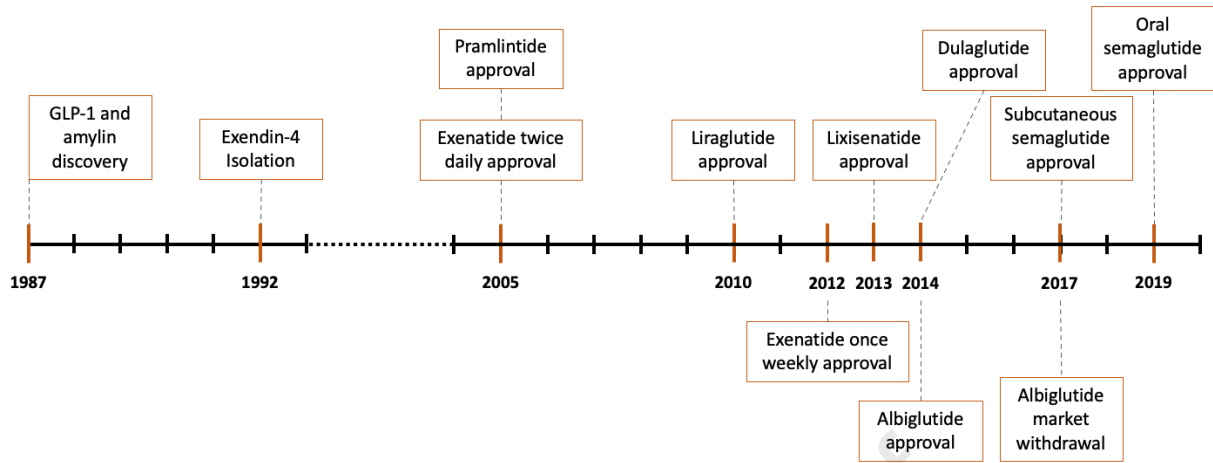 Pramlintide
approval
Dulaglutide
approval
Oral
semaglutide
approval
GLP-1 and
amylin
discovery
Exendin-4
Isolation
Exenatide twice
daily approval
Liraglutide
approval
Lixisenatide
approval
Subcutaneous
semaglutide
approval
1987
1992
2005
2010
2012
2013
2014
2017
2019
Exenatide once
weekly approval
Albiglutide
approval
Albiglutide
market
withdrawal